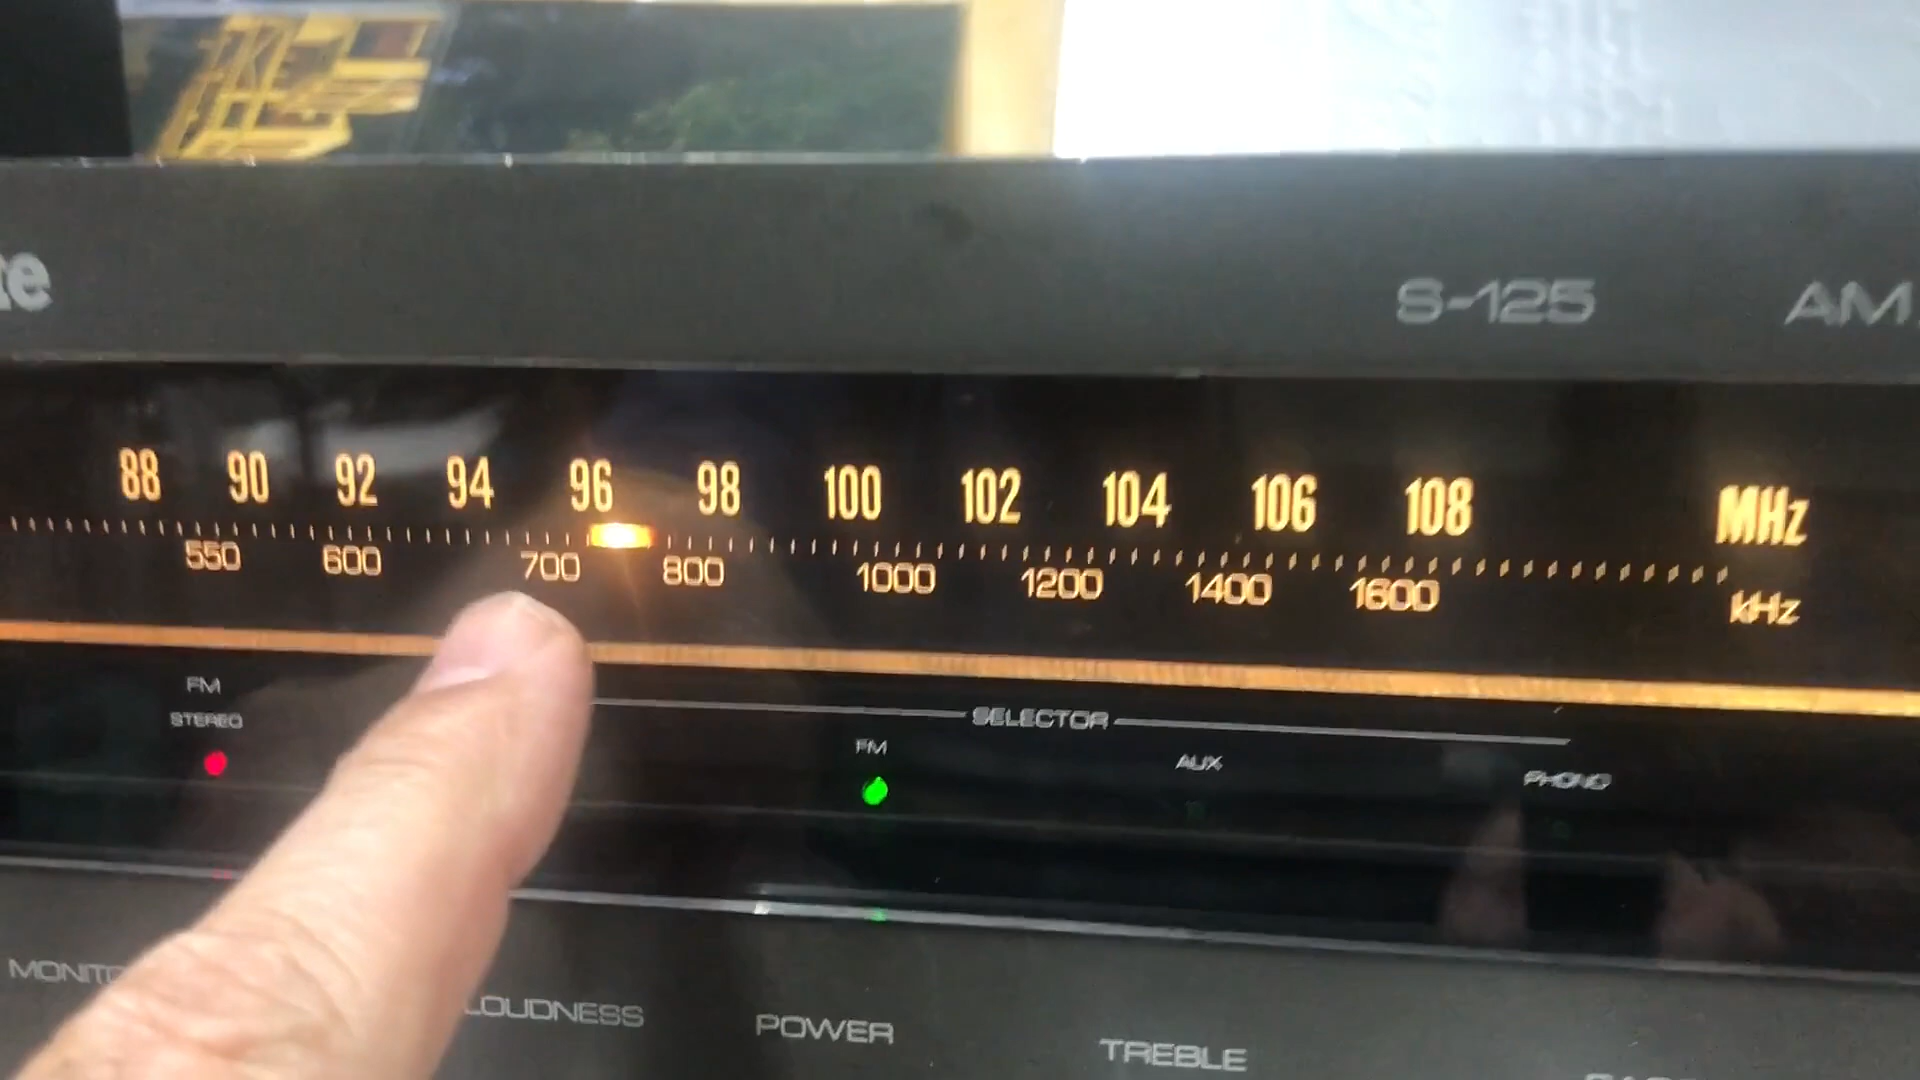 S-125 AM
88 90 92 94 96 98 100 102 104 106 108 MHz
550 600 700 800 1000 1200 1400 1600 kHz
FM
STEREO
SELECTOR
FM AUX PHONO
LOUDNESS POWER TREBLE